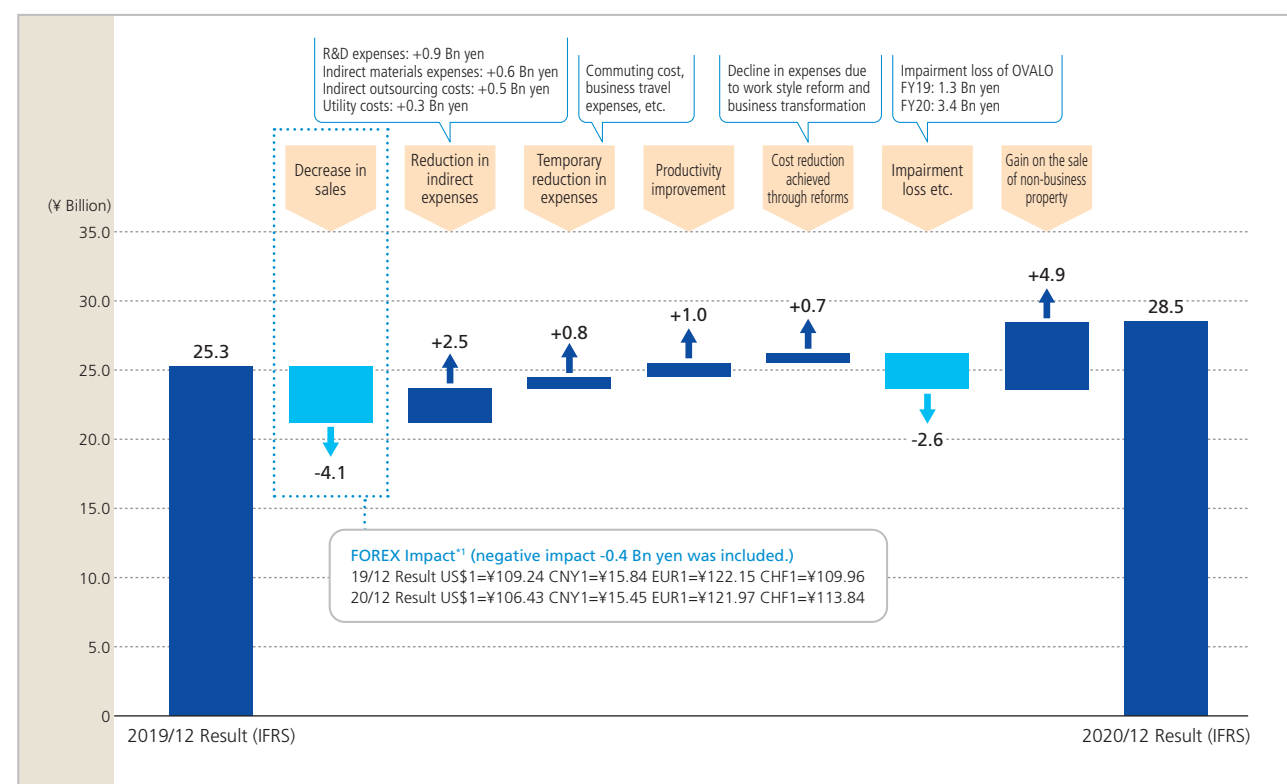 R&D expenses: +0.9 Bn yen
Indirect materials expenses: +0.6 Bn yen
Indirect outsourcing costs: +0.5 Bn yen
Utility costs: +0.3 Bn yen
Commuting cost,
business travel
expenses, etc.
Decline in expenses due
to work style reform and
business transformation
Impairment loss of OVALO
FY19: 1.3 Bn yen
FY20: 3.4 Bn yen
Decrease in
sales
Reduction in
indirect
expenses
Temporary
reduction in
expenses
Productivity
improvement
Cost reduction
achieved
through reforms
Impairment
loss etc.
Gain on the sale
of non-business
property
(¥ Billion)
35.0
30.0
25.0
20.0
15.0
10.0
5.0
0
25.3
-4.1
+2.5
+0.8
+1.0
+0.7
-2.6
+4.9
28.5
FOREX Impact*1 (negative impact -0.4 Bn yen was included.)
19/12 Result US$1=¥109.24 CNY1=¥15.84 EUR1=¥122.15 CHF1=¥109.96
20/12 Result US$1=¥106.43 CNY1=¥15.45 EUR1=¥121.97 CHF1=¥113.84
2019/12 Result (IFRS)
2020/12 Result (IFRS)